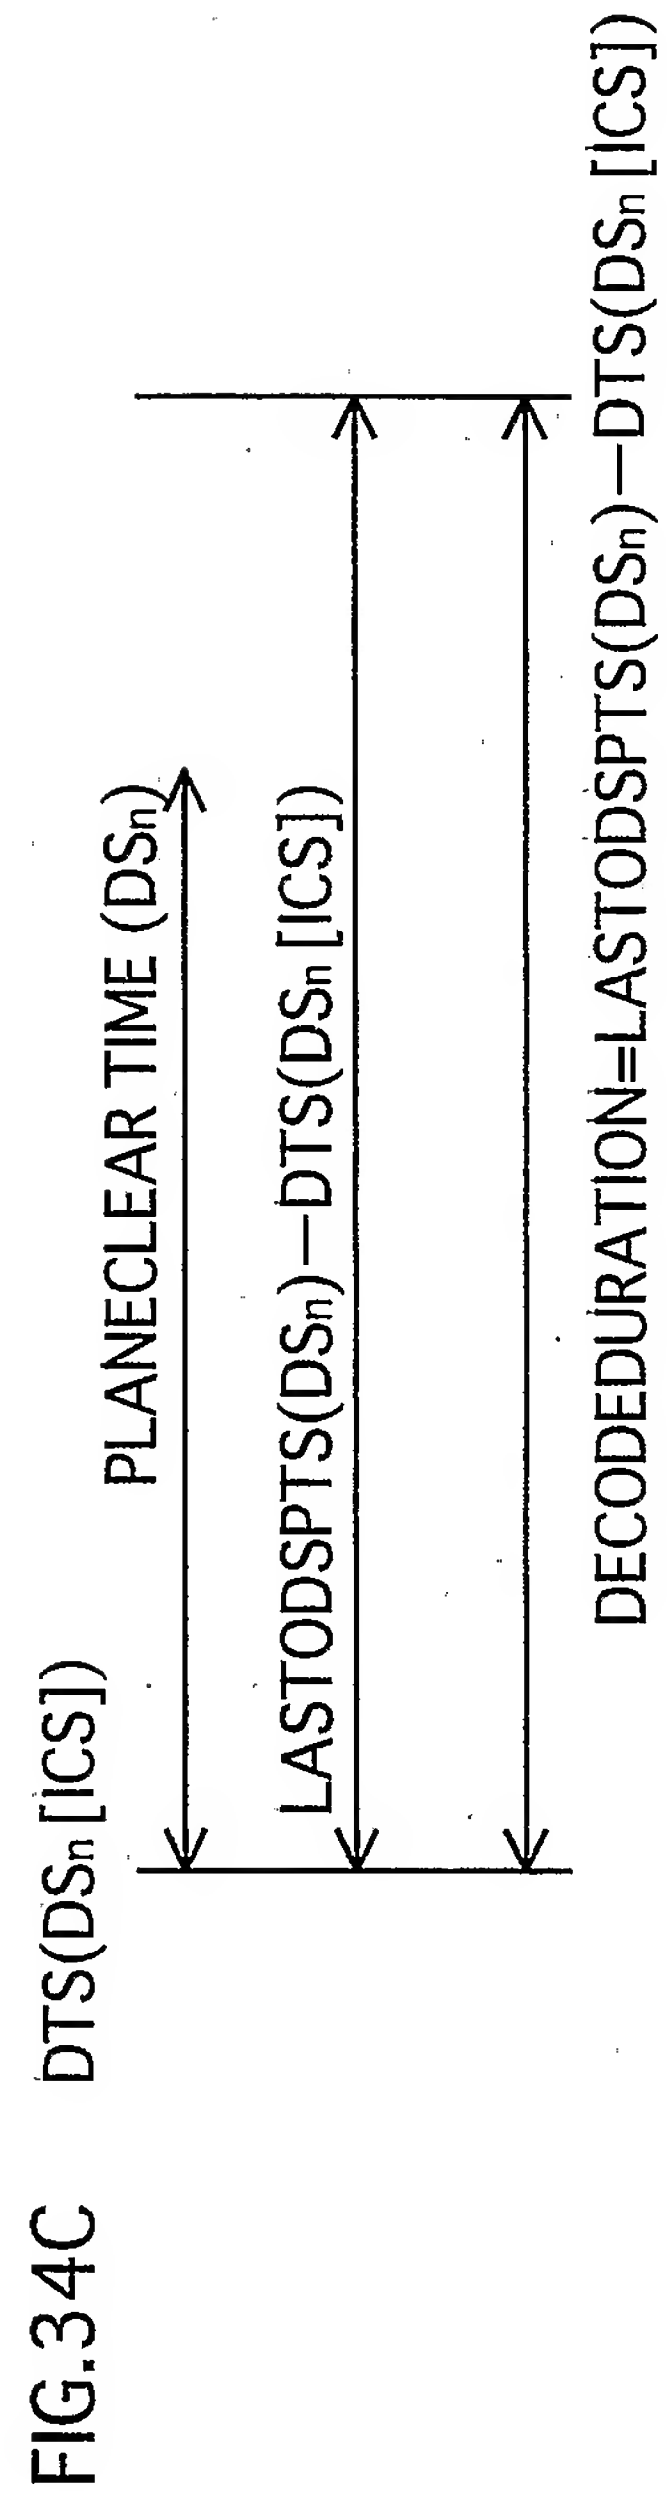 FIG.34C
DTS(DSn [ICS])
PLANECLEAR TIME (DSn)
LASTODSPTS(DSn)—DTS(DSn [ICS])
DECODEDURATION=LASTODSPTS(DSn)—DTS(DSn [ICS])